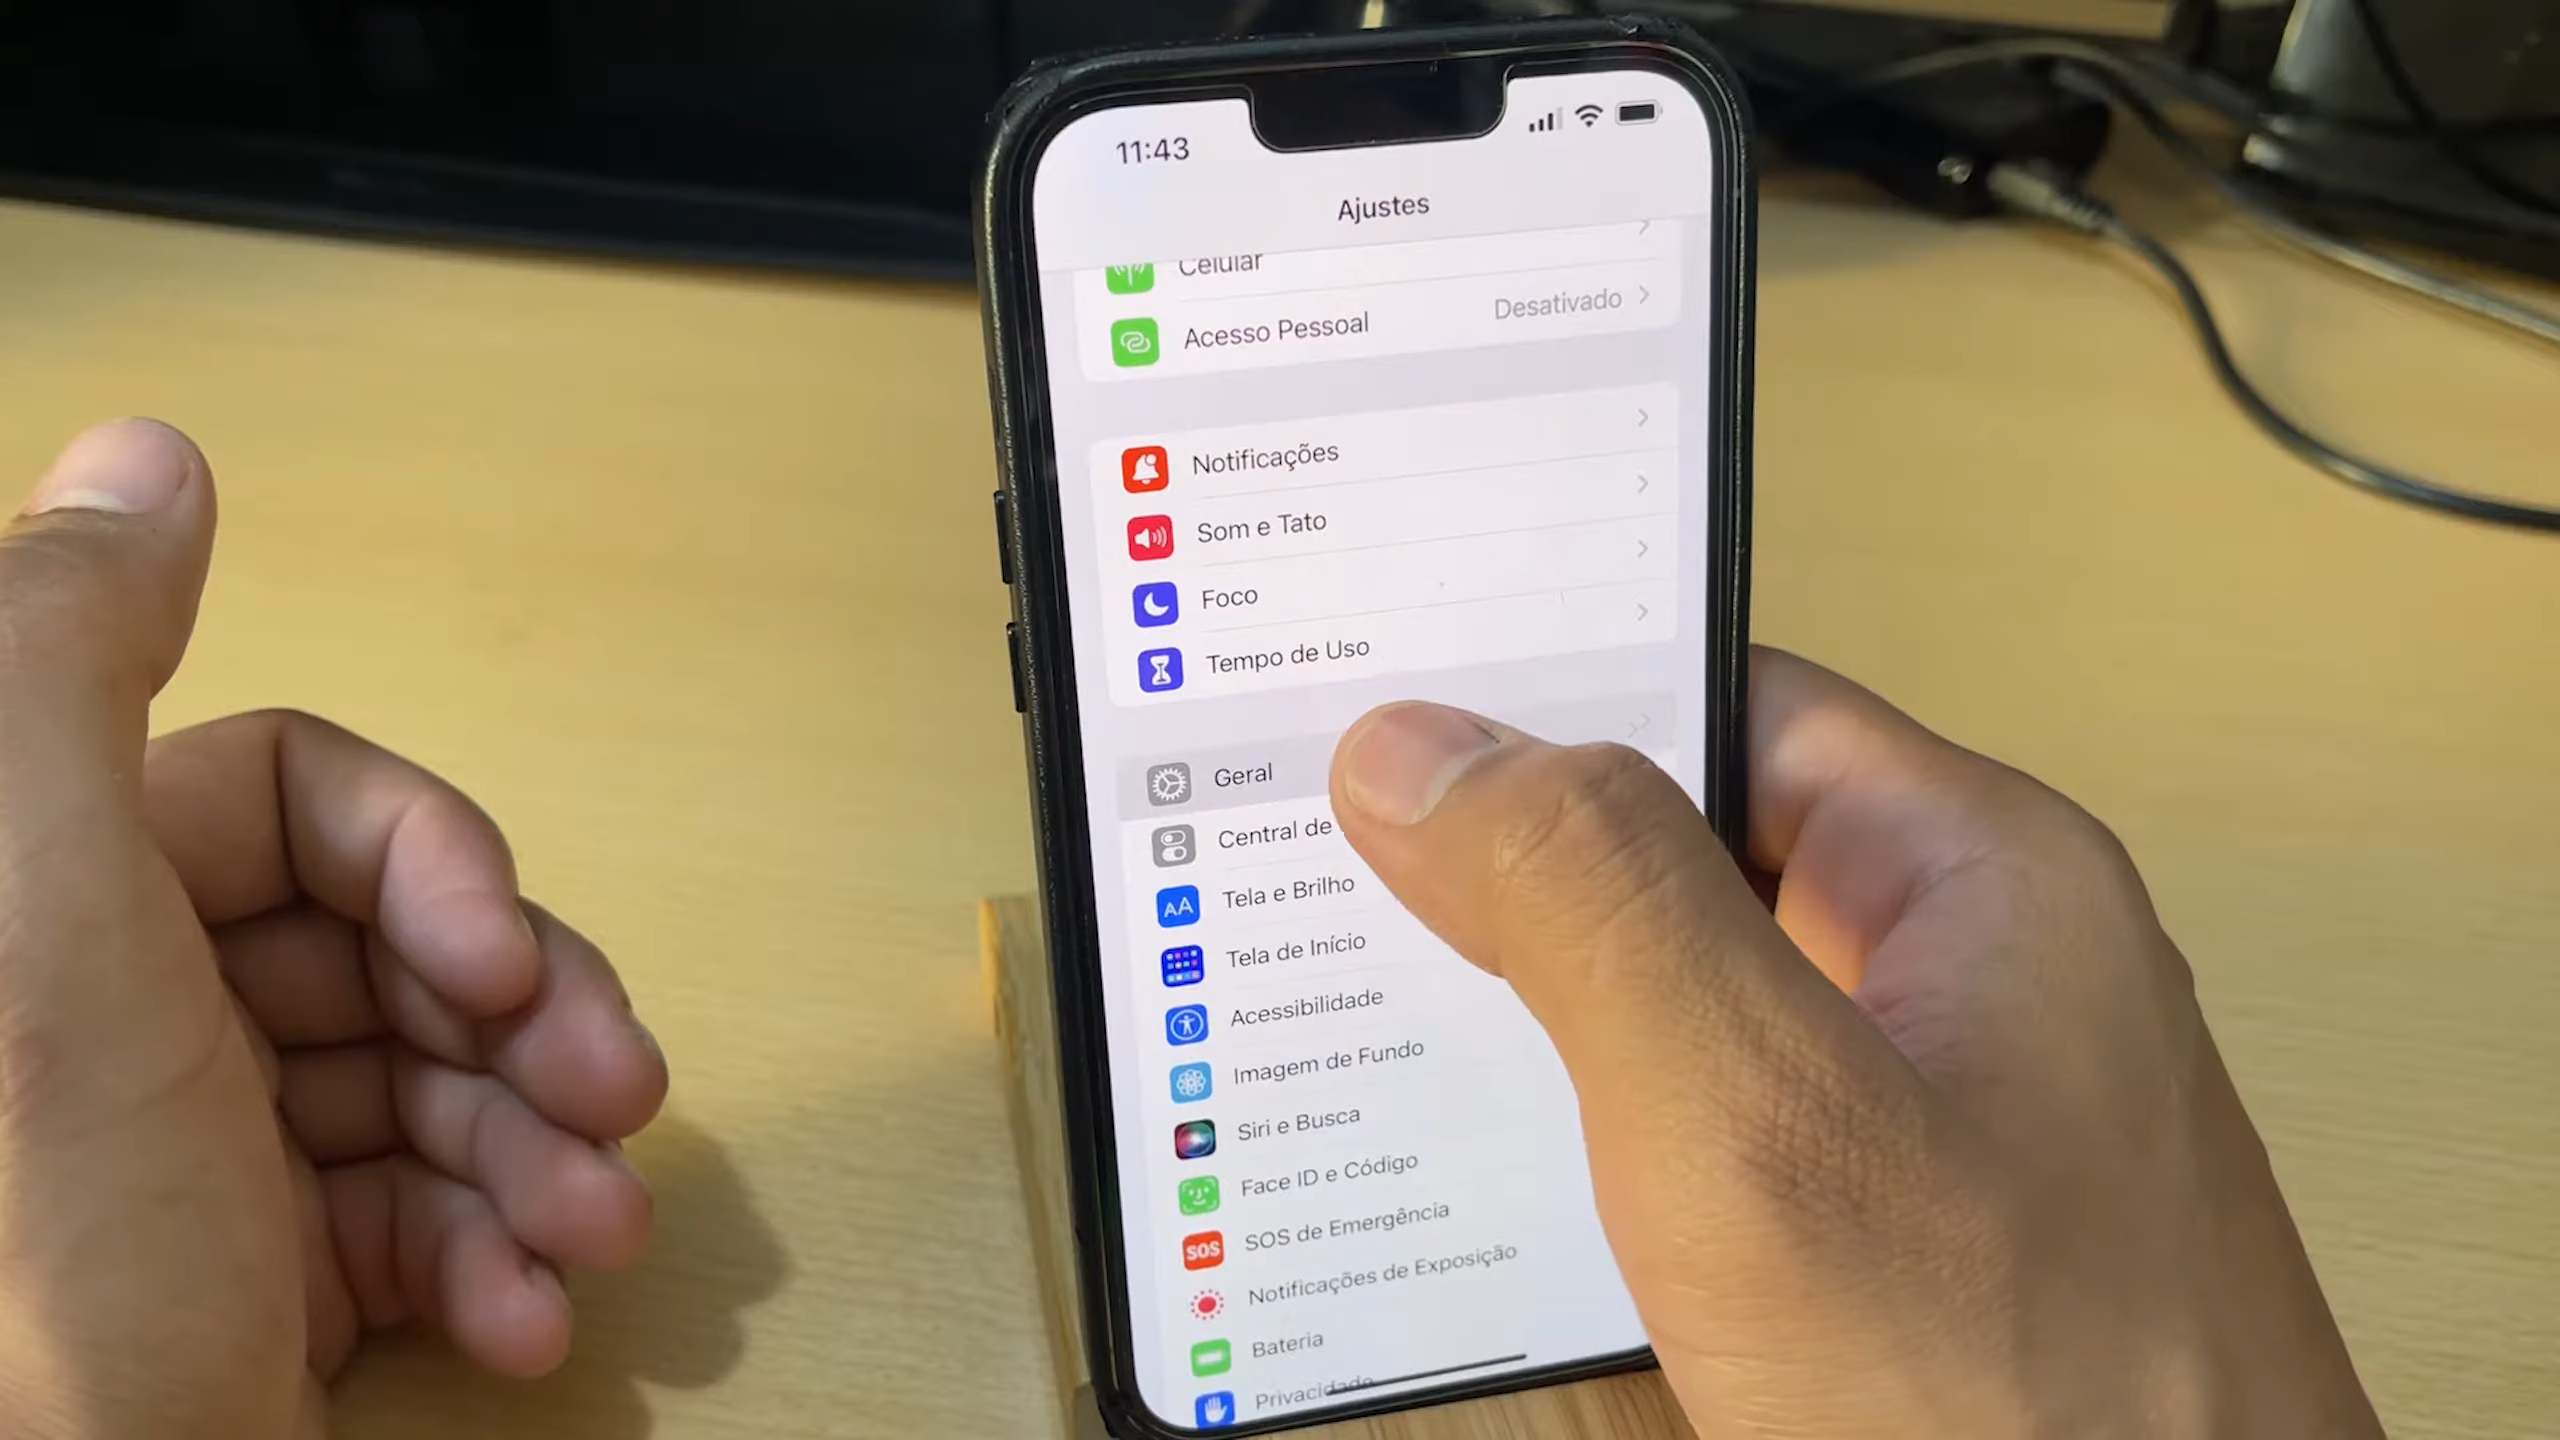 11:43
Ajustes
Celular
Acesso Pessoal Desativado
Notificações
Som e Tato
Foco
Tempo de Uso
Geral
Central de
AA Tela e Brilho
Tela de Início
Acessibilidade
Imagem de Fundo
Siri e Busca
Face ID e Código
SOS SOS de Emergência
Notificações de Exposição
Bateria
Privacidade